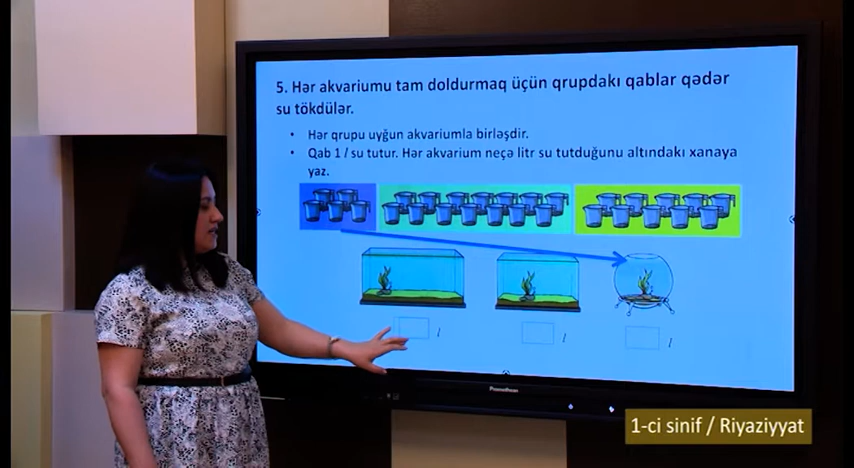 5. Hər akvariumu tam doldurmaq üçün qrupdakı qablar qədər
su tökdülər.
• Hər qrupu uyğun akvariumla birləşdir.
• Qab 1 l su tutur. Hər akvarium neçə litr su tutduğunu altındakı xanaya
yaz.
l
l
l
Promethean
1-ci sinif / Riyaziyyat